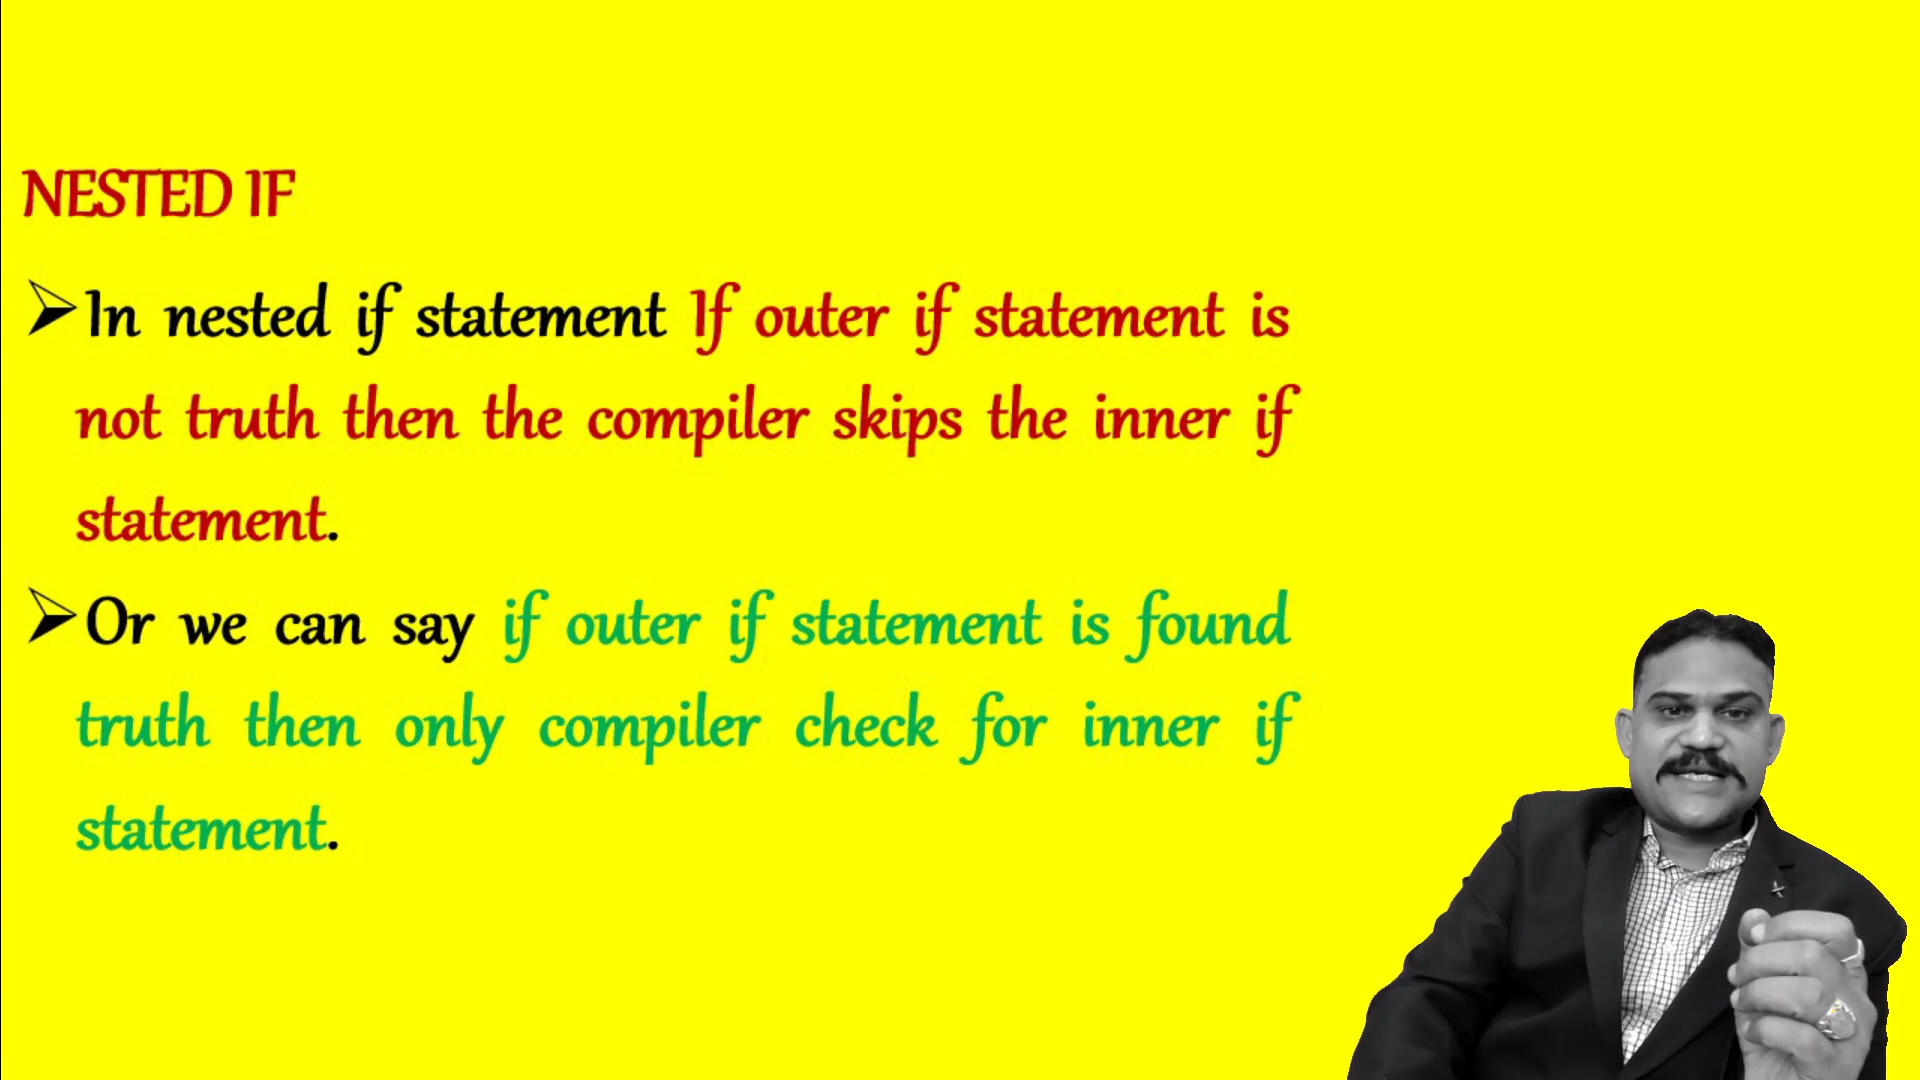 NESTED IF
➢In nested if statement If outer if statement is
not truth then the compiler skips the inner if
statement.
➢Or we can say if outer if statement is found
truth then only compiler check for inner if
statement.